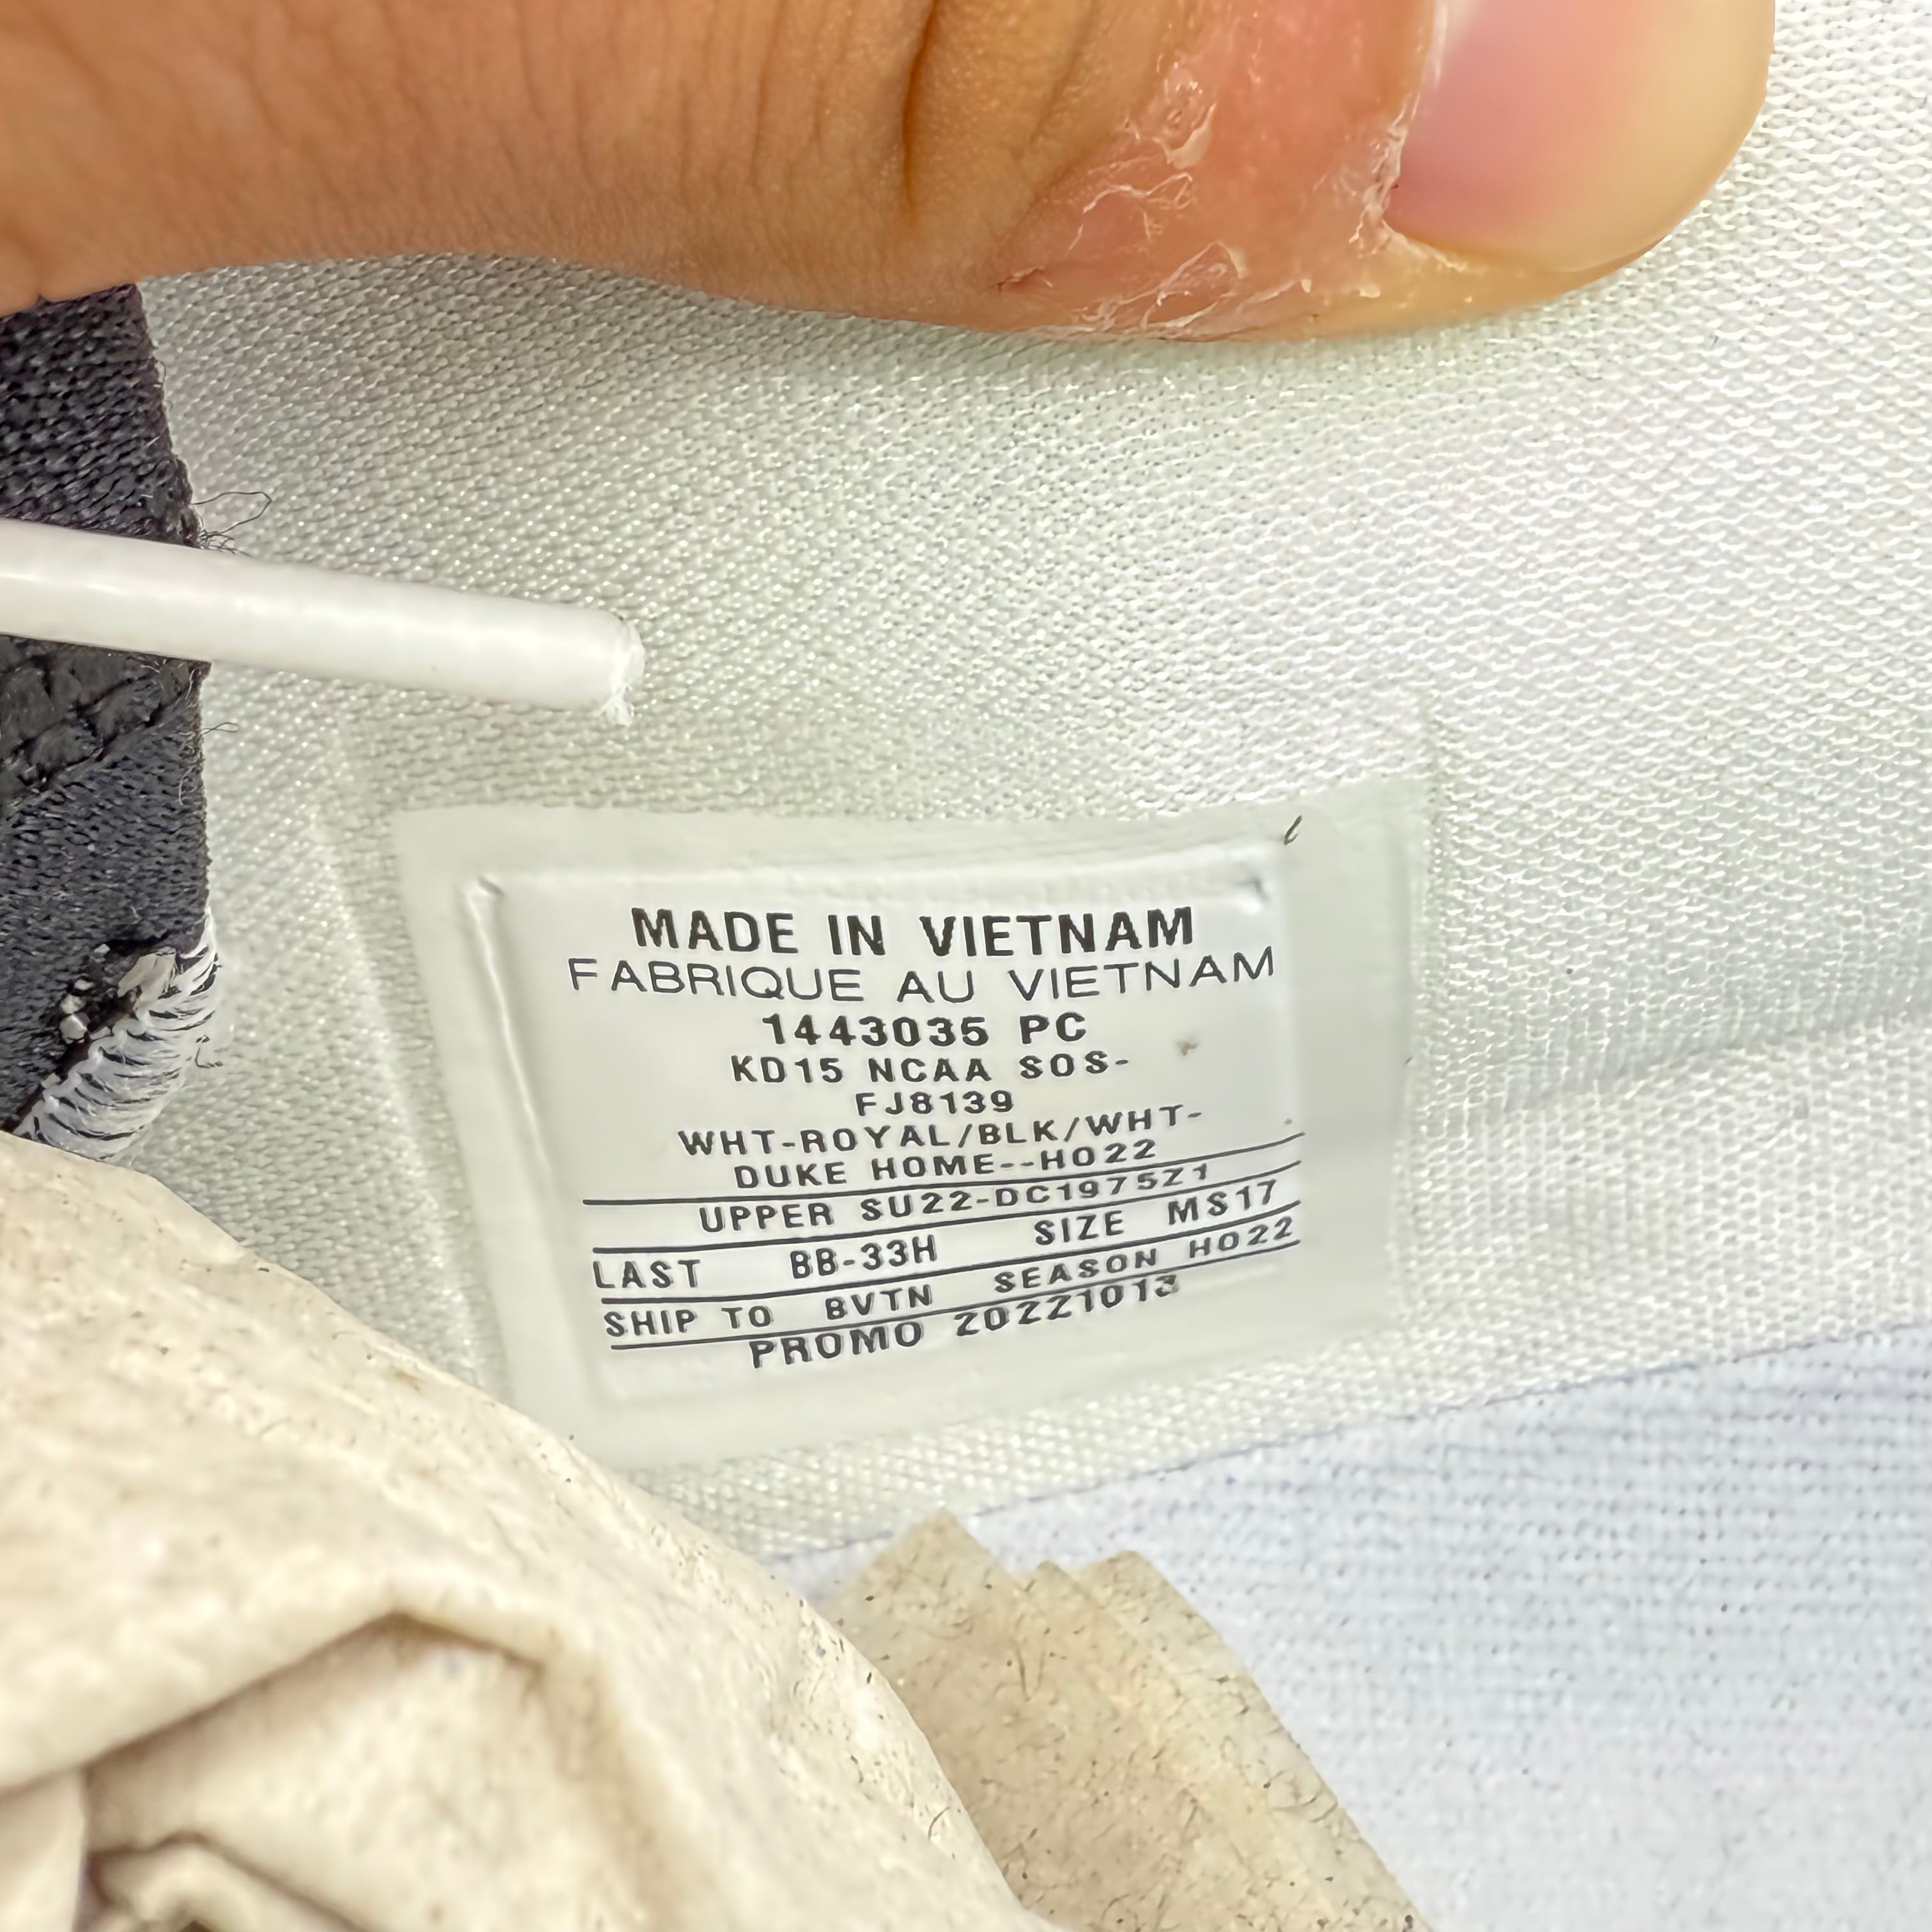 MADE IN VIETNAM
FABRIQUE AU VIETNAM
1443035 PC
KD15 NCAA SOS-
FJ8139
WHT-ROYAL/BLK/WHT-
DUKE HOME--HO22
UPPER SU22-DC1975Z1
LAST BB-33H SIZE MS17
SHIP TO BVTN SEASON HO22
PROMO 20221013